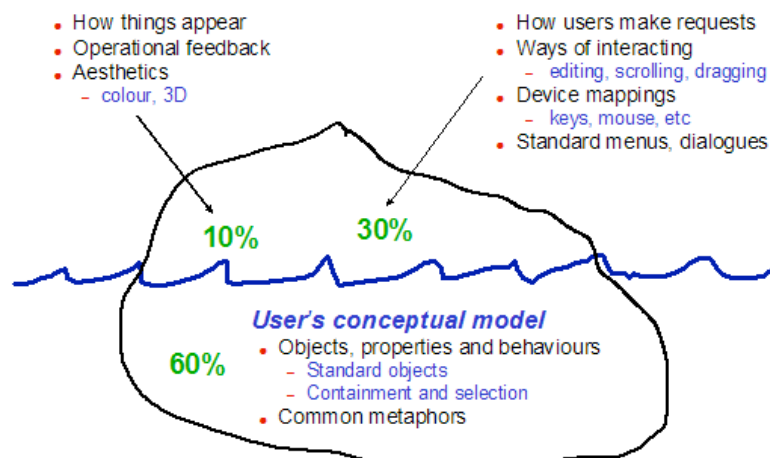 • How things appear
• Operational feedback
• Aesthetics
– colour, 3D
• How users make requests
• Ways of interacting
– editing, scrolling, dragging
• Device mappings
– keys, mouse, etc
• Standard menus, dialogues
10%
30%
User's conceptual model
• Objects, properties and behaviours
– Standard objects
– Containment and selection
• Common metaphors
60%